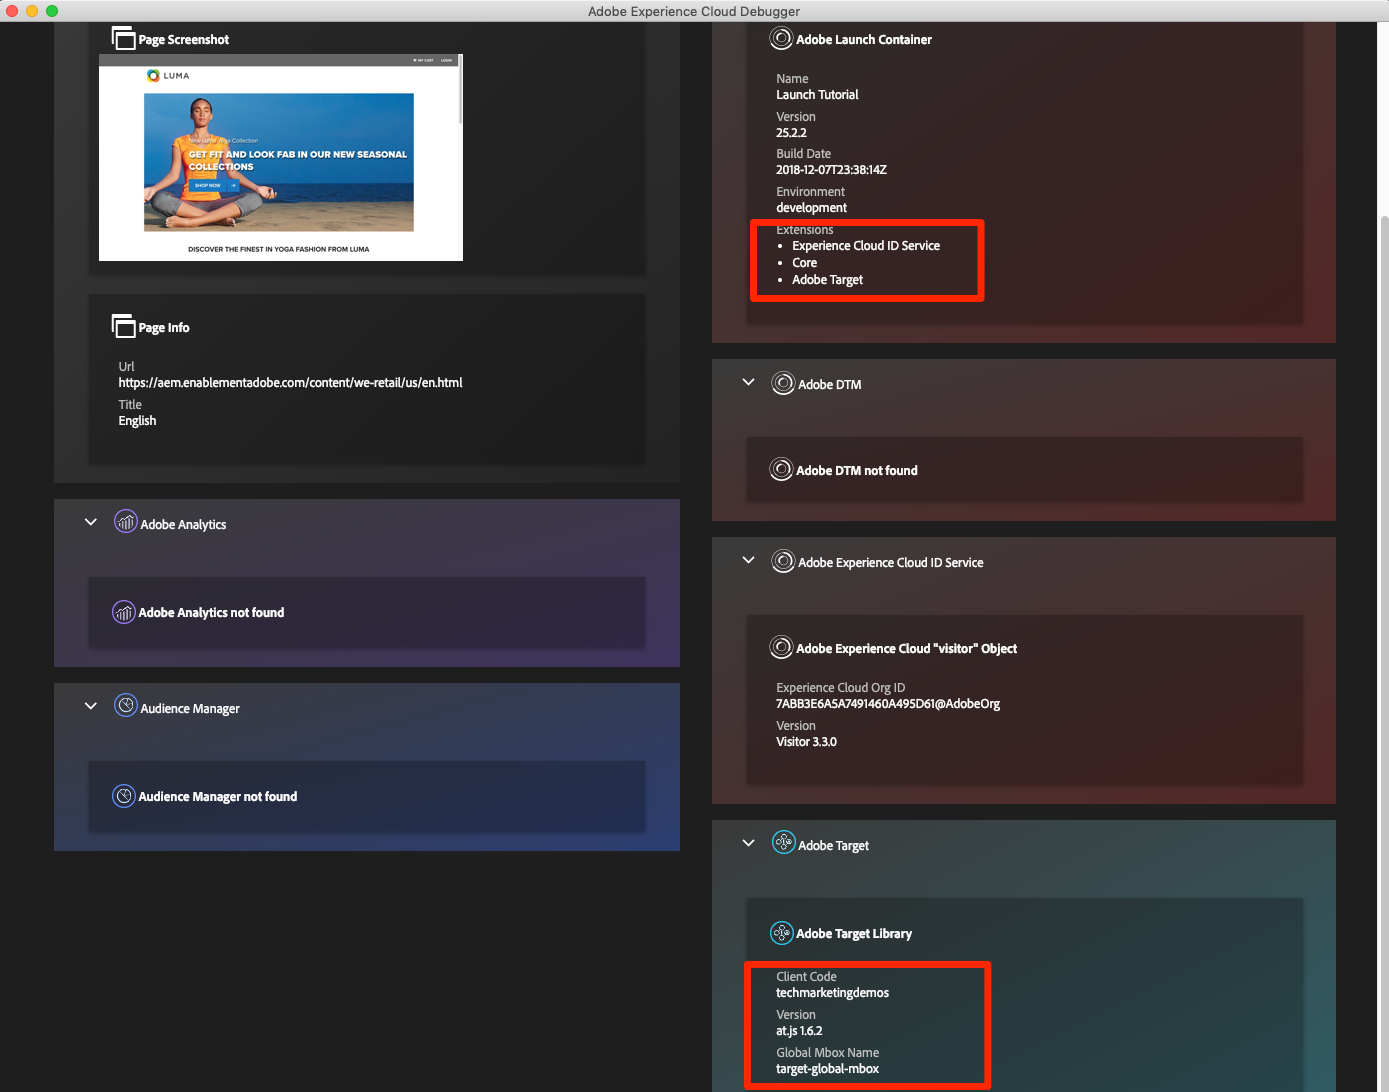 Adobe Experience Cloud Debugger
Page Screenshot
MY CART LOGIN
LUMA
New Luma Yoga Collection
GET FIT AND LOOK FAB IN OUR NEW SEASONAL
COLLECTIONS
SHOP NOW
DISCOVER THE FINEST IN YOGA FASHION FROM LUMA
Page Info
Url
https://aem.enablementadobe.com/content/we-retail/us/en.html
Title
English
Adobe Analytics
Adobe Analytics not found
Audience Manager
Audience Manager not found
Adobe Launch Container
Name
Launch Tutorial
Version
25.2.2
Build Date
2018-12-07T23:38:14Z
Environment
development
Extensions
• Experience Cloud ID Service
• Core
• Adobe Target
Adobe DTM
Adobe DTM not found
Adobe Experience Cloud ID Service
Adobe Experience Cloud "visitor" Object
Experience Cloud Org ID
7ABB3E6A5A7491460A495D61@AdobeOrg
Version
Visitor 3.3.0
Adobe Target
Adobe Target Library
Client Code
techmarketingdemos
Version
at.js 1.6.2
Global Mbox Name
target-global-mbox